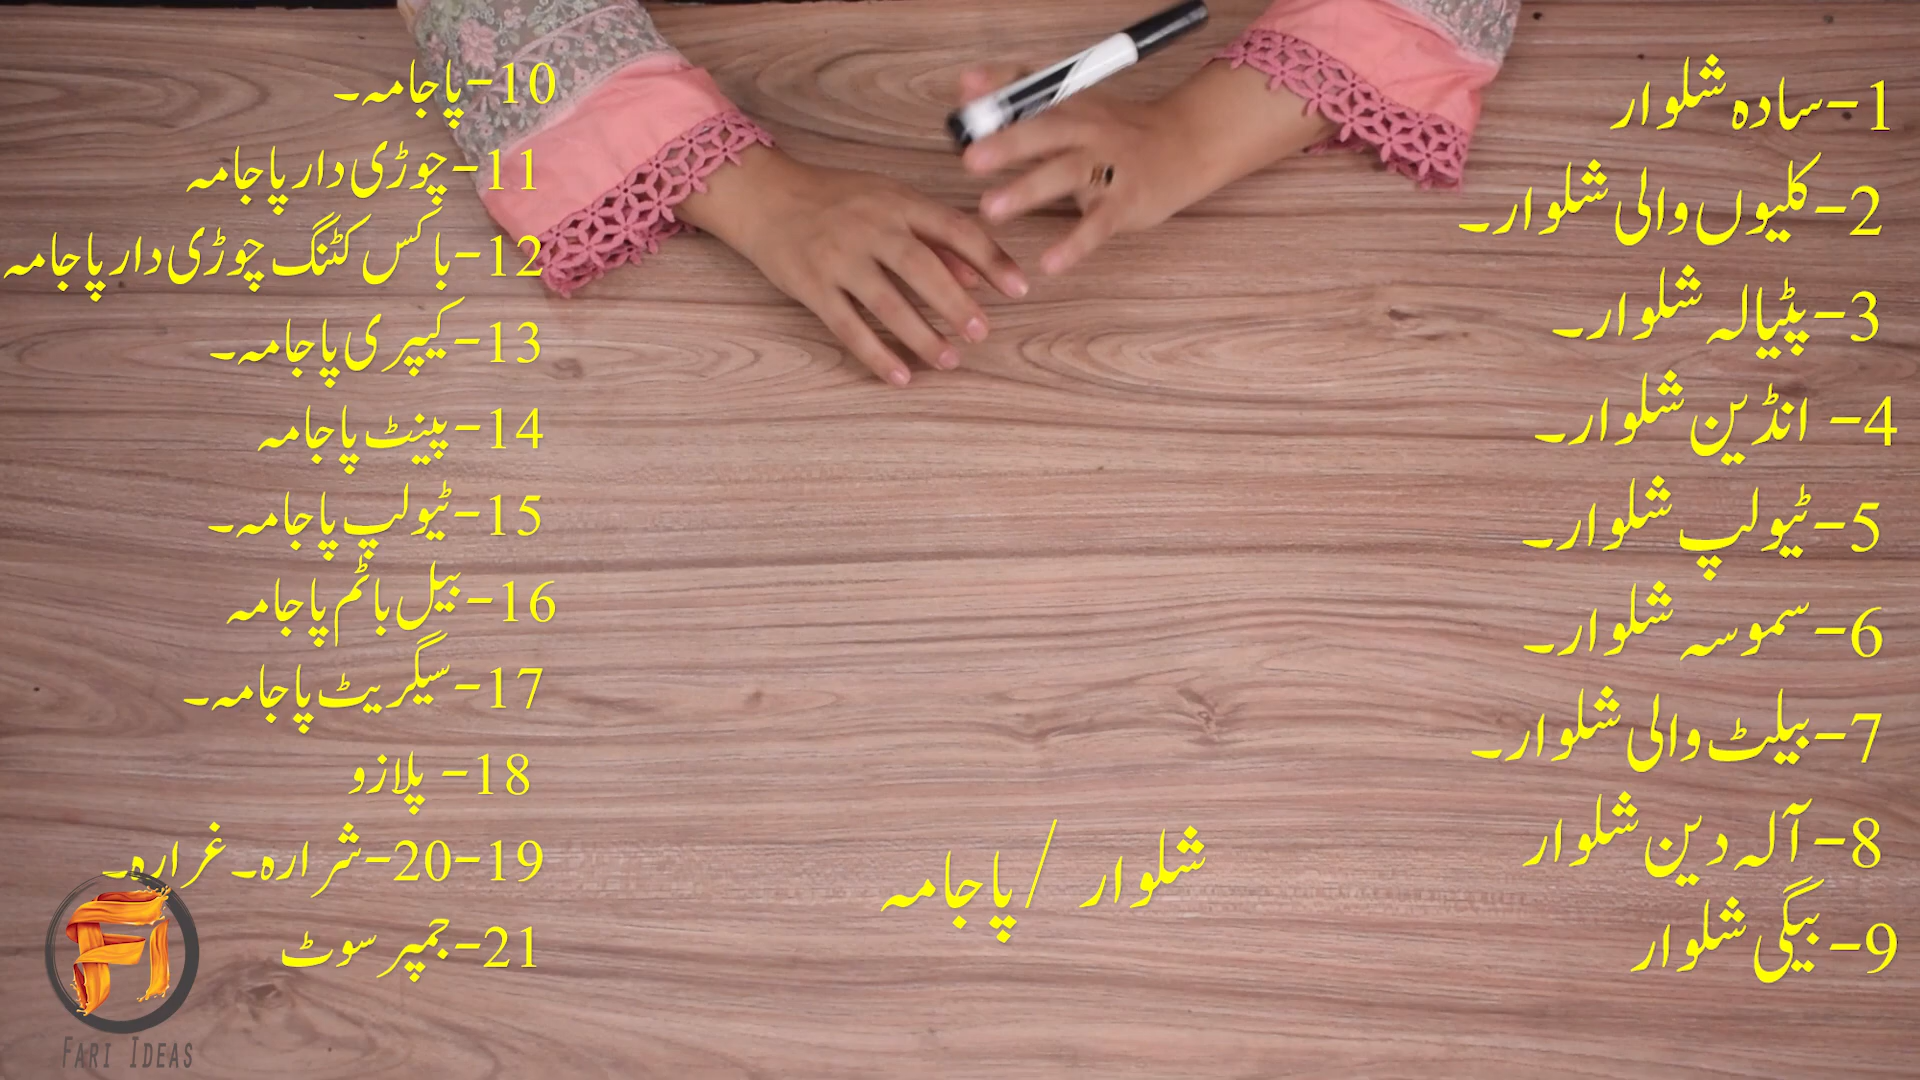 1-سادہ شلوار
2-کلیوں والی شلوار۔
3-پٹیالہ شلوار۔
4- انڈین شلوار۔
5-ٹیولپ شلوار۔
6-سموسہ شلوار۔
7-بیلٹ والی شلوار۔
8-آلہ دین شلوار
9-بیگی شلوار
10-پاجامہ۔
11-چوڑی دار پاجامہ
12-باکس کٹنگ چوڑی دار پاجامہ
13-کیپری پاجامہ۔
14-پینٹ پاجامہ
15-ٹیولپ پاجامہ۔
16-بیل باٹم پاجامہ
17-سیگریٹ پاجامہ۔
18- پلازو
19-20-شرارہ۔غرارہ۔
21-جمپر سوٹ
شلوار /پاجامہ
FARI IDEAS